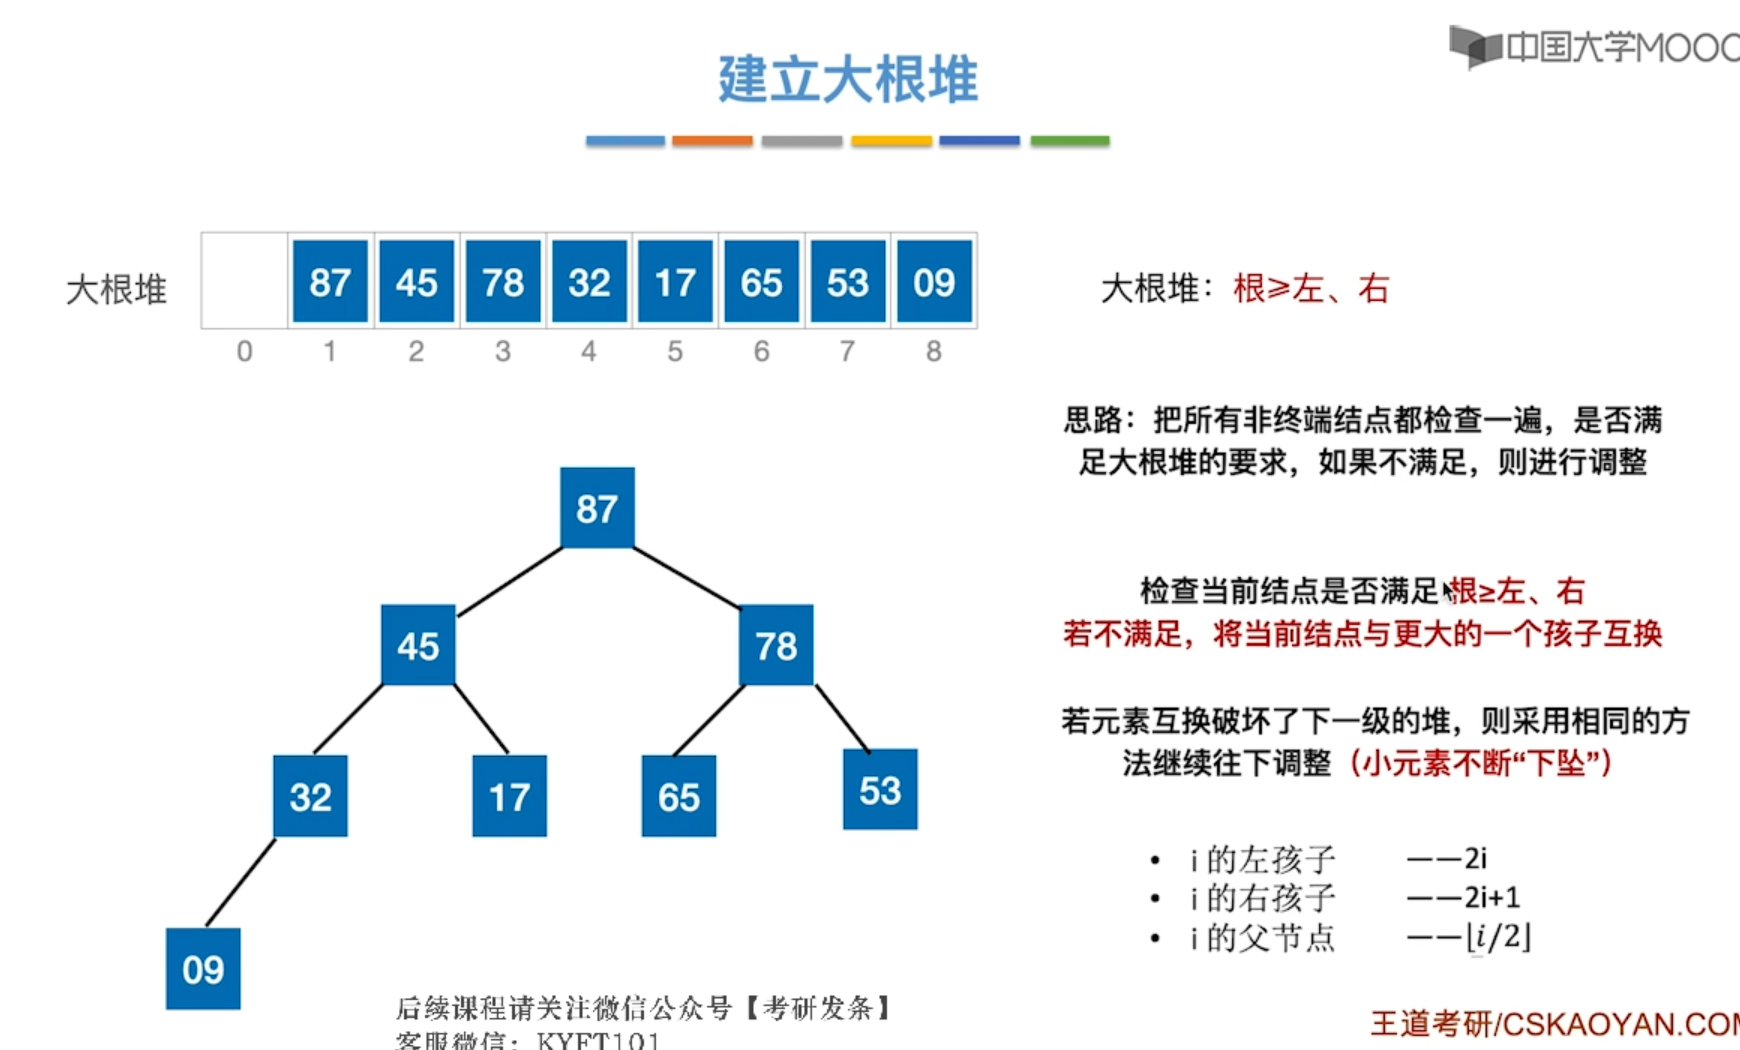 中国大学MOOC
建立大根堆
大根堆
87 45 78 32 17 65 53 09
0 1 2 3 4 5 6 7 8
大根堆：根≥左、右
思路：把所有非终端结点都检查一遍，是否满
足大根堆的要求，如果不满足，则进行调整
87
45 78
检查当前结点是否满足根≥左、右
若不满足，将当前结点与更大的一个孩子互换
32 17 65 53
若元素互换破坏了下一级的堆，则采用相同的方
法继续往下调整（小元素不断“下坠”）
• i 的左孩子 ——2i
• i 的右孩子 ——2i+1
• i 的父节点 ——⌊i/2⌋
09
后续课程请关注微信公众号【考研发条】
客服微信：KYFT101
王道考研/CSKAOYAN.COM